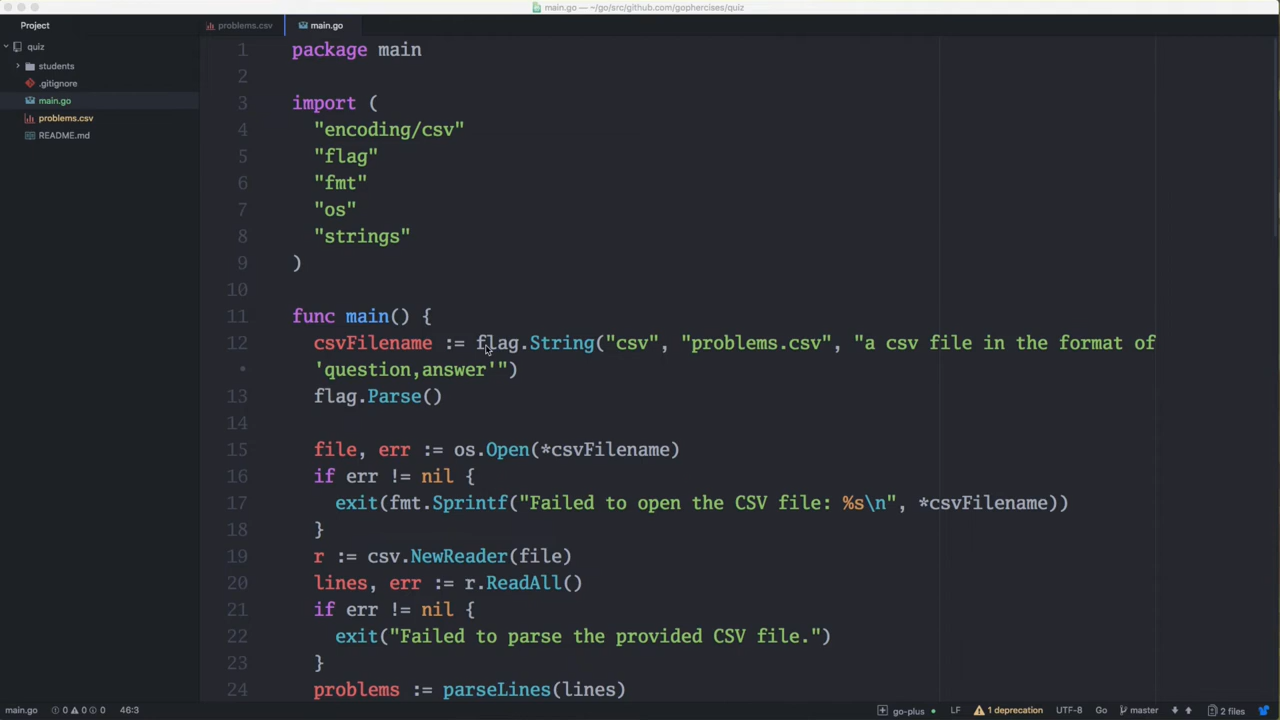 main.go — ~/go/src/github.com/gophercises/quiz
Project
problems.csv
main.go
quiz
students
.gitignore
main.go
problems.csv
README.md
1 package main
2
3 import (
4 "encoding/csv"
5 "flag"
6 "fmt"
7 "os"
8 "strings"
9 )
10
11 func main() {
12 csvFilename := flag.String("csv", "problems.csv", "a csv file in the format of
• 'question,answer'")
13 flag.Parse()
14
15 file, err := os.Open(*csvFilename)
16 if err != nil {
17 exit(fmt.Sprintf("Failed to open the CSV file: %s\n", *csvFilename))
18 }
19 r := csv.NewReader(file)
20 lines, err := r.ReadAll()
21 if err != nil {
22 exit("Failed to parse the provided CSV file.")
23 }
24 problems := parseLines(lines)
main.go 0 0 0 46:3 go-plus LF 1 deprecation UTF-8 Go master 2 files